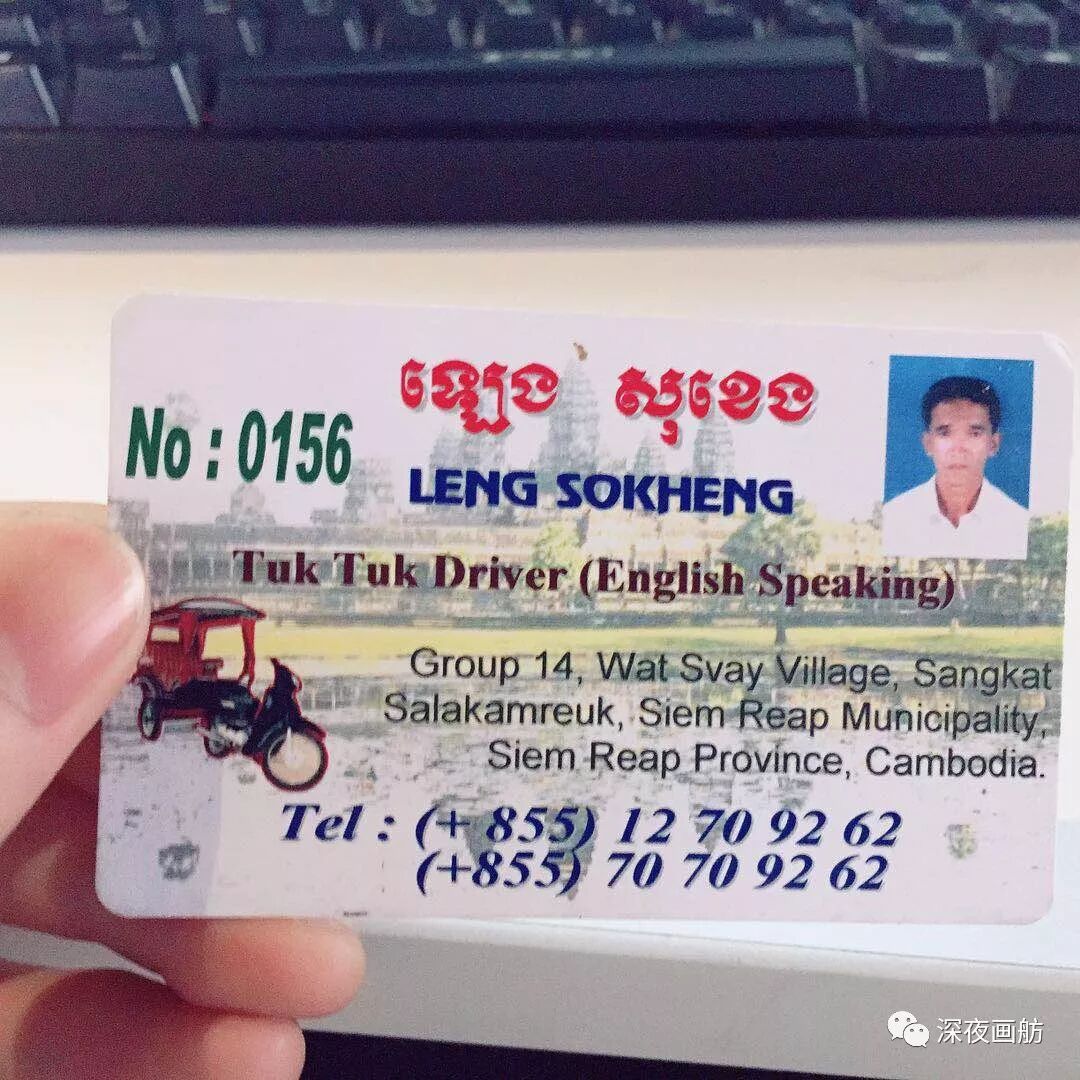 ឡេង សុខេង
No : 0156
LENG SOKHENG
Tuk Tuk Driver (English Speaking)
Group 14, Wat Svay Village, Sangkat
Salakamreuk, Siem Reap Municipality,
Siem Reap Province, Cambodia.
Tel : (+ 855) 12 70 92 62
(+855) 70 70 92 62
深夜画舫